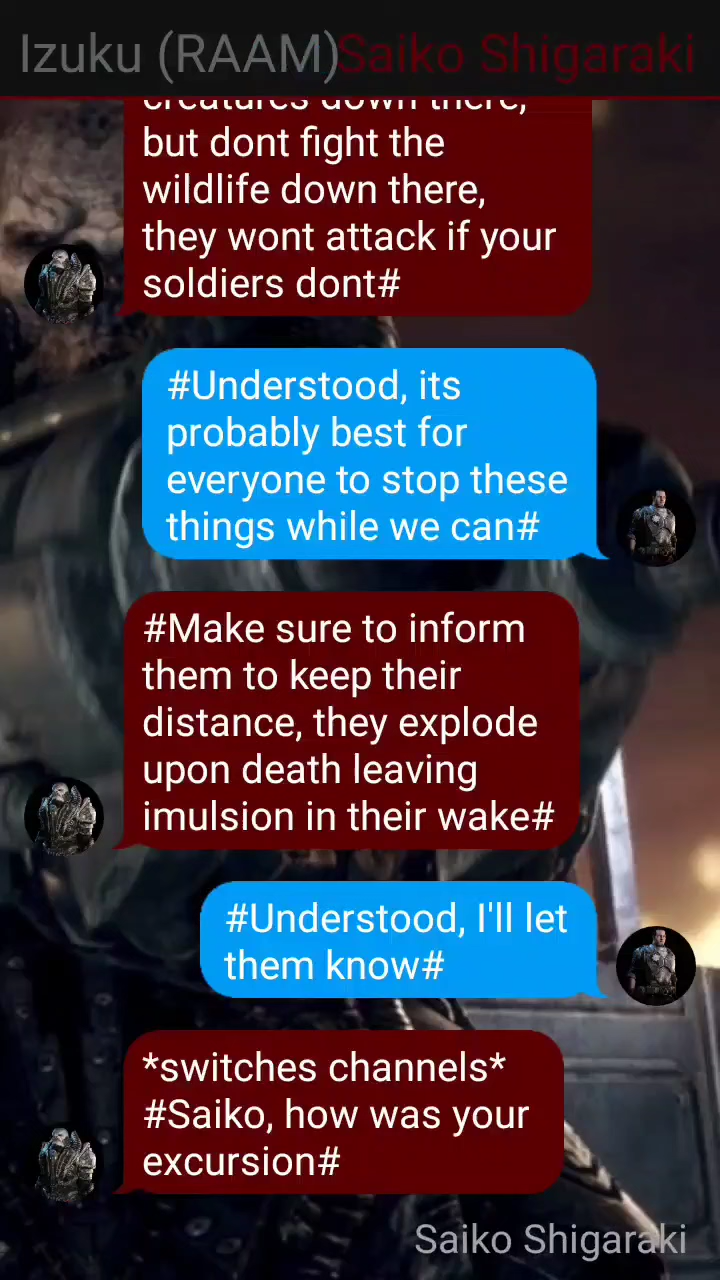 Izuku (RAAM)Saiko Shigaraki
creatures down there,
but dont fight the
wildlife down there,
they wont attack if your
soldiers dont#
#Understood, its
probably best for
everyone to stop these
things while we can#
#Make sure to inform
them to keep their
distance, they explode
upon death leaving
imulsion in their wake#
#Understood, I'll let
them know#
*switches channels*
#Saiko, how was your
excursion#
Saiko Shigaraki